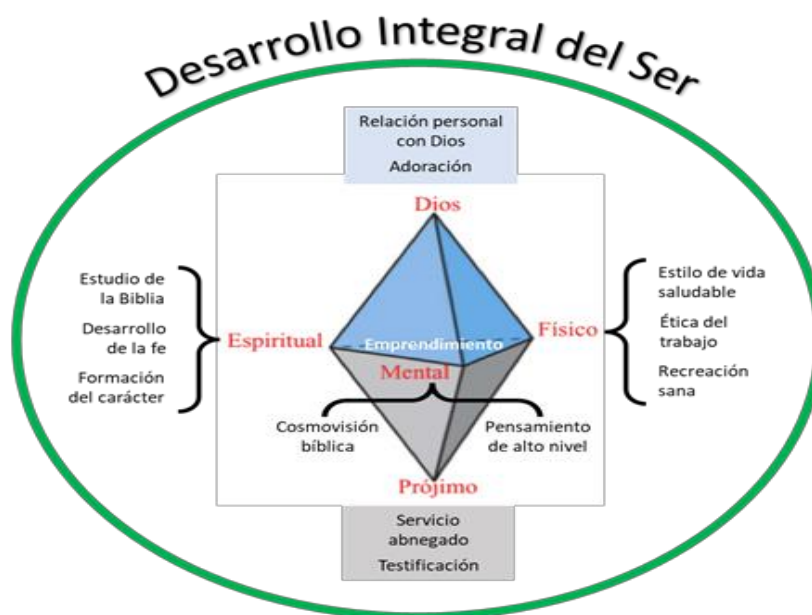 Desarrollo Integral del Ser
Relación personal
con Dios
Adoración
Dios
Estudio de
la Biblia
Desarrollo
de la fe
Formación
del carácter
Espiritual
Emprendimiento
Mental
Físico
Estilo de vida
saludable
Ética del
trabajo
Recreación
sana
Cosmovisión
bíblica
Pensamiento
de alto nivel
Prójimo
Servicio
abnegado
Testificación